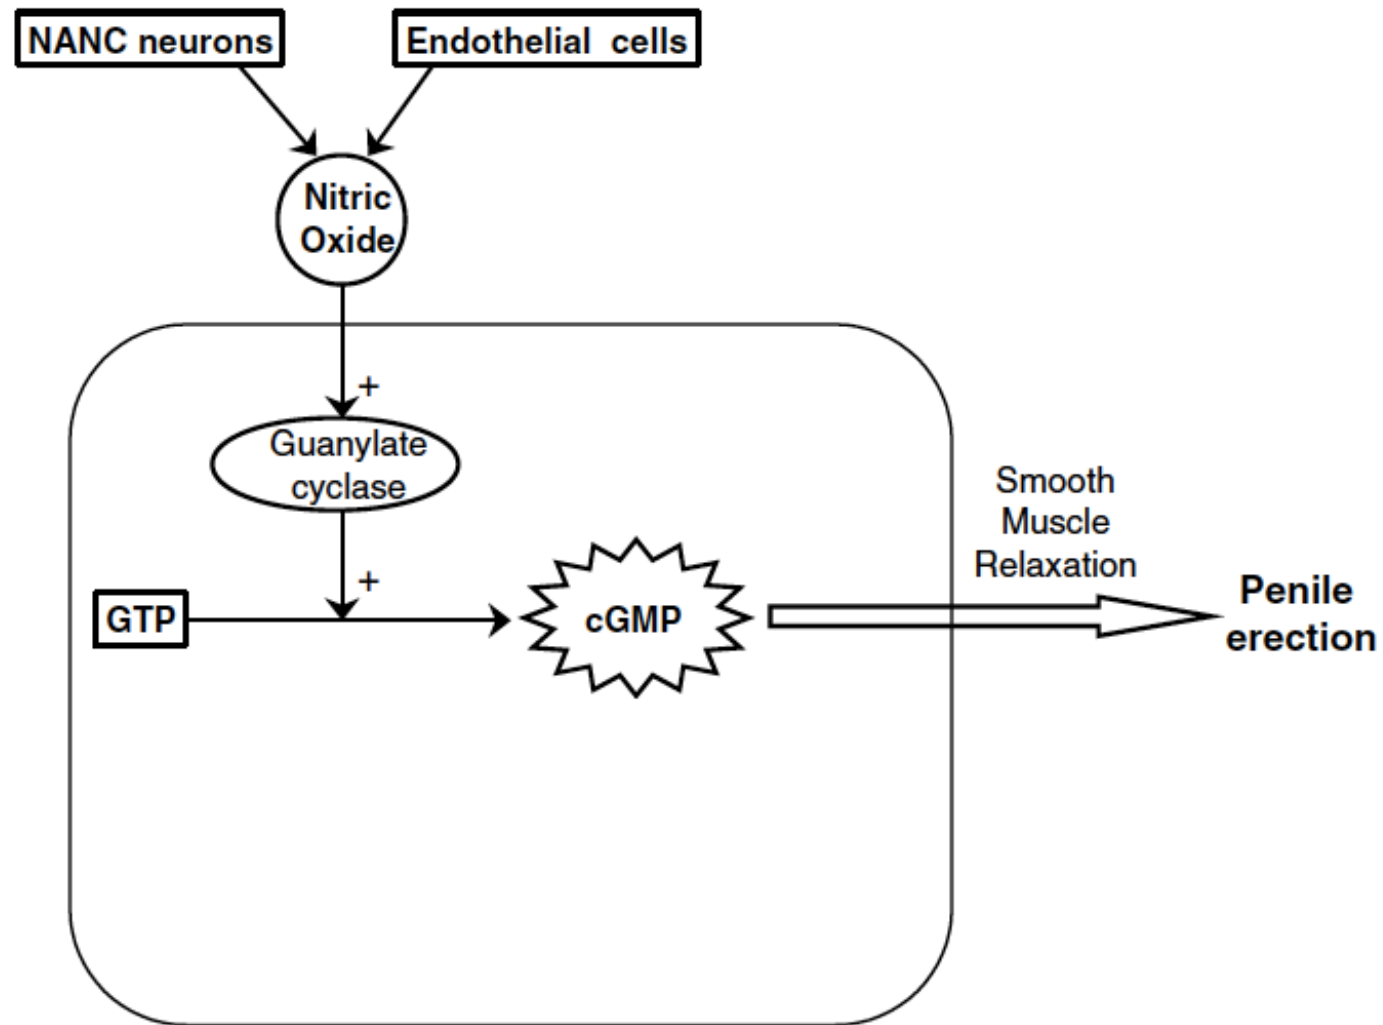 NANC neurons
Endothelial cells
Nitric
Oxide
+
Guanylate
cyclase
+
GTP
cGMP
Smooth
Muscle
Relaxation
Penile
erection